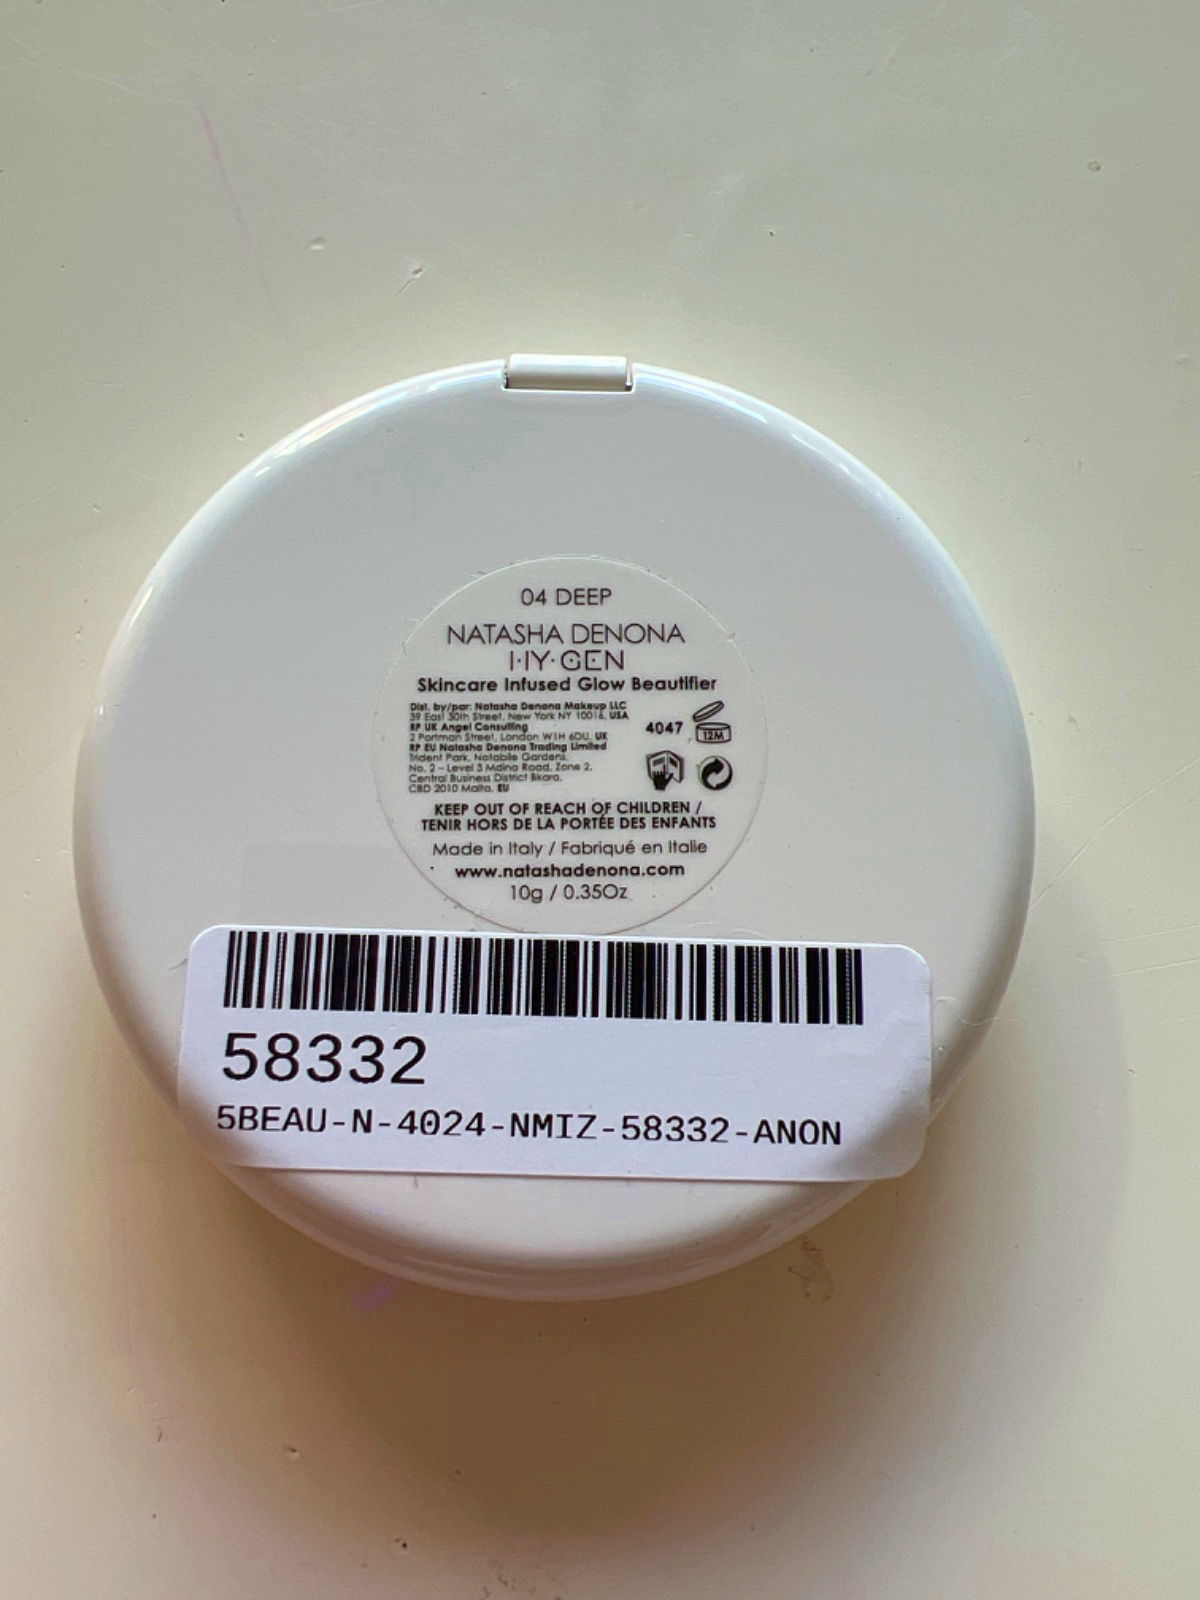 04 DEEP
NATASHA DENONA
HY·GEN
Skincare Infused Glow Beautifier
Dist. by/par: Natasha Denona Makeup LLC
39 East 30th Street, New York NY 10016, USA
RP UK Angel Consulting
2 Portman Street, London W1H 6DU, UK
RP EU Natasha Denona Trading Limited
Trident Park, Notabile Gardens,
No. 2 – Level 3 Mdina Road, Zone 2,
Central Business District Bkara,
CBD 2010 Malta, EU
4047
12M
KEEP OUT OF REACH OF CHILDREN /
TENIR HORS DE LA PORTÉE DES ENFANTS
Made in Italy / Fabriqué en Italie
www.natashadenona.com
10g / 0.35Oz
58332
5BEAU-N-4024-NMIZ-58332-ANON